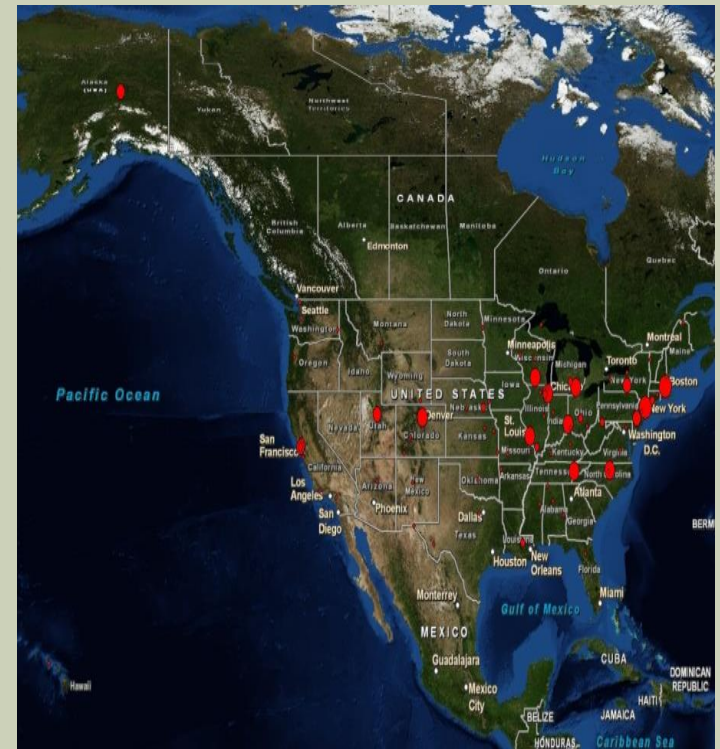 Alaska
(USA)
Yukon
Northwest
Territories
Hudson
Bay
CANADA
British
Columbia
Alberta
Saskatchewan
Manitoba
Edmonton
Ontario
Quebec
Vancouver
Seattle
Washington
Montana
North
Dakota
Minnesota
Montreal
Maine
Minneapolis
Wisconsin
Michigan
Toronto
Oregon
Idaho
Wyoming
South
Dakota
Iowa
New York
Boston
Pacific Ocean
UNITED STATES
Nebraska
Chic
Illinois
India
Ohio
Pennsylvania
New York
Nevada
Utah
Denver
Colorado
Kansas
St.
Louis
Missouri
Kentucky
Virginia
Washington
D.C.
San
Francisco
California
Los
Angeles
Arizona
Phoenix
New
Mexico
Oklahoma
Arkansas
Tennessee
North Carolina
Atlanta
San
Diego
Dallas
Texas
Alabama
Georgia
BERM
Louisiana
Houston
New
Orleans
Florida
Miami
Monterrey
Gulf of Mexico
MEXICO
Guadalajara
Mexico
City
CUBA
DOMINICAN
REPUBLIC
HAITI
JAMAICA
BELIZE
HONDURAS
Caribbean Sea
Hawaii